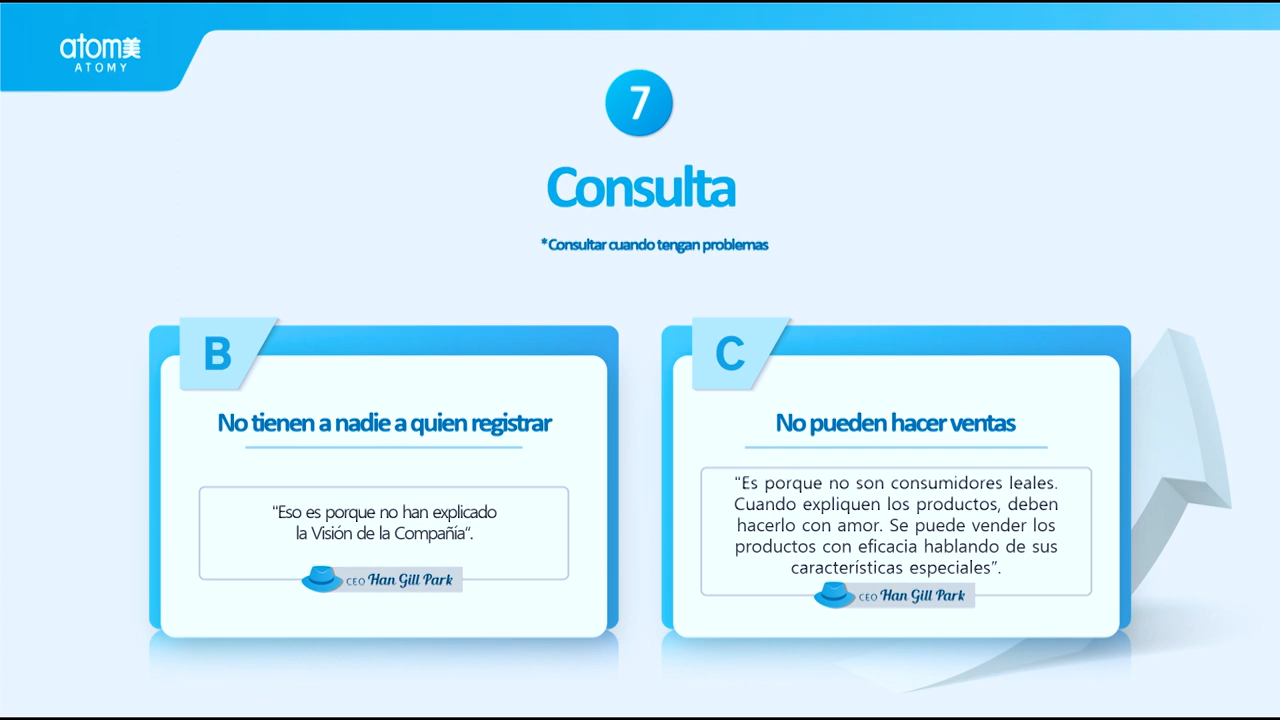 atom美
ATOMY
7
Consulta
*Consultar cuando tengan problemas
B
No tienen a nadie a quien registrar
"Eso es porque no han explicado
la Visión de la Compañía“.
CEO Han Gill Park
C
No pueden hacer ventas
"Es porque no son consumidores leales.
Cuando expliquen los productos, deben
hacerlo con amor. Se puede vender los
productos con eficacia hablando de sus
características especiales”.
CEO Han Gill Park